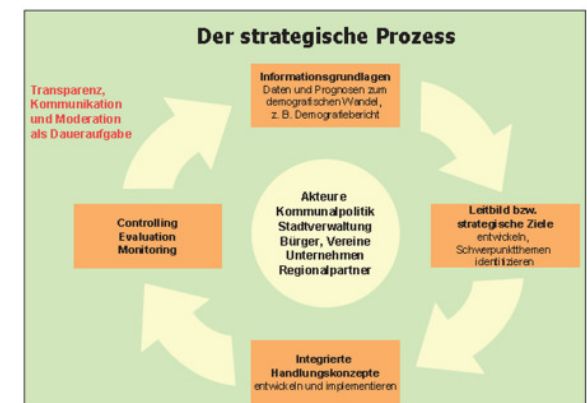 Der strategische Prozess
Transparenz,
Kommunikation
und Moderation
als Daueraufgabe
Informationsgrundlagen
Daten und Prognosen zum
demografischen Wandel,
z. B. Demografiebericht
Akteure
Kommunalpolitik
Stadtverwaltung
Bürger, Vereine
Unternehmen
Regionalpartner
Leitbild bzw.
strategische Ziele
entwickeln,
Schwerpunktthemen
identifizieren
Controlling
Evaluation
Monitoring
Integrierte
Handlungskonzepte
entwickeln und implementieren